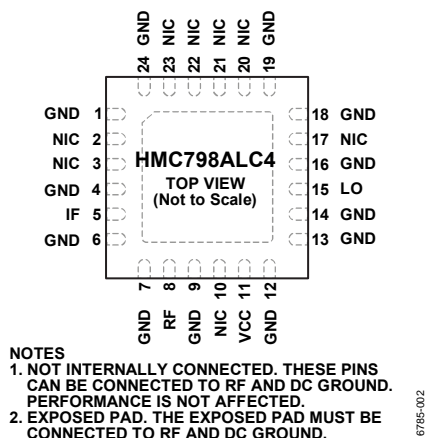 24 GND
23 NIC
22 NIC
21 NIC
20 NIC
19 GND
GND 1
NIC 2
NIC 3
GND 4
IF 5
GND 6
HMC798ALC4
TOP VIEW
(Not to Scale)
18 GND
17 NIC
16 GND
15 LO
14 GND
13 GND
GND 7
RF 8
GND 9
NIC 10
VCC 11
GND 12
NOTES
1. NOT INTERNALLY CONNECTED. THESE PINS
CAN BE CONNECTED TO RF AND DC GROUND.
PERFORMANCE IS NOT AFFECTED.
2. EXPOSED PAD. THE EXPOSED PAD MUST BE
CONNECTED TO RF AND DC GROUND.
6785-002